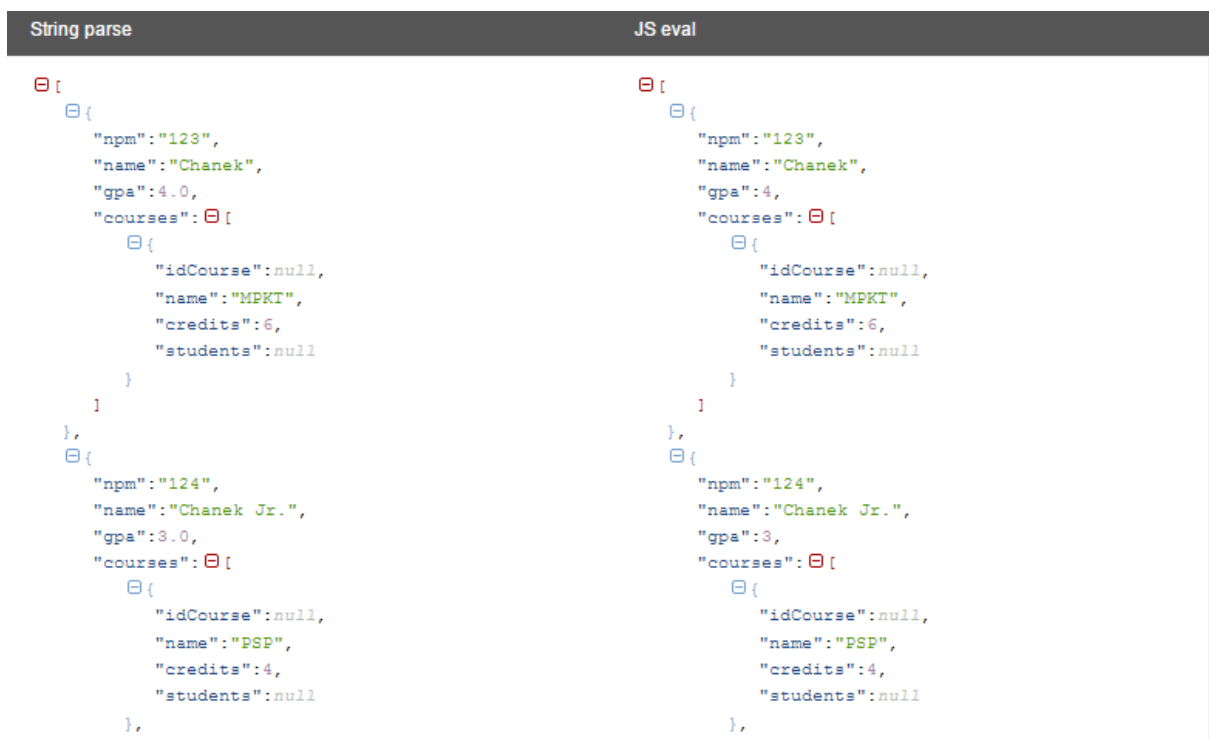 String parse
[
{
"npm":"123",
"name":"Chanek",
"gpa":4.0,
"courses":[
{
"idCourse":null,
"name":"MPKT",
"credits":6,
"students":null
}
]
},
{
"npm":"124",
"name":"Chanek Jr.",
"gpa":3.0,
"courses":[
{
"idCourse":null,
"name":"PSP",
"credits":4,
"students":null
},
JS eval
[
{
"npm":"123",
"name":"Chanek",
"gpa":4,
"courses":[
{
"idCourse":null,
"name":"MPKT",
"credits":6,
"students":null
}
]
},
{
"npm":"124",
"name":"Chanek Jr.",
"gpa":3,
"courses":[
{
"idCourse":null,
"name":"PSP",
"credits":4,
"students":null
},